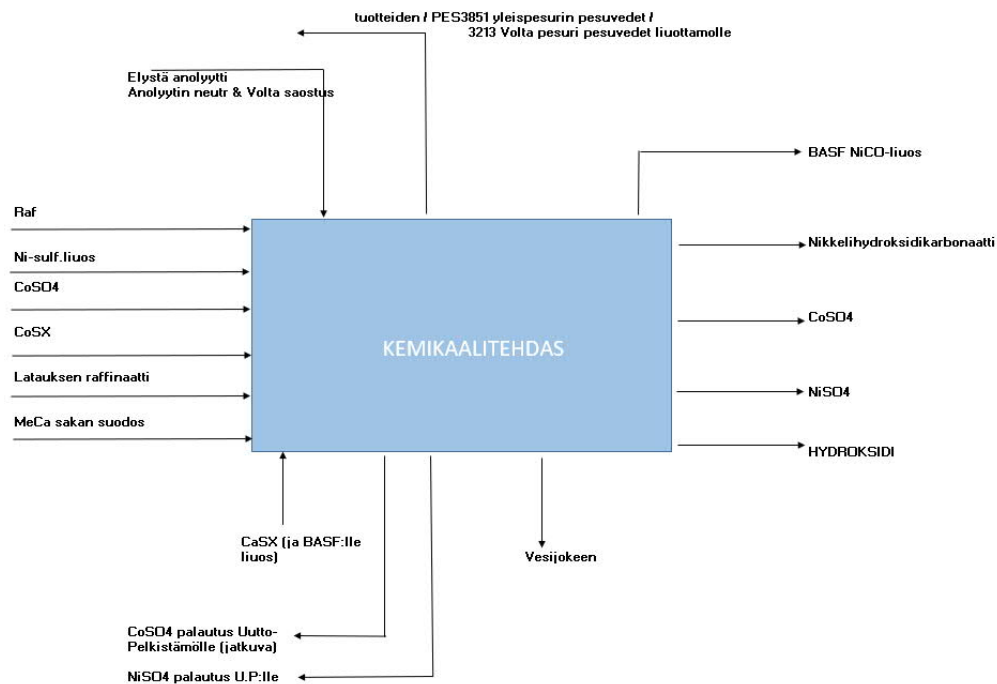 tuotteiden / PES3851 yleispesurin pesuvedet /
3213 Volta pesuri pesuvedet liuottamolle
Elystä anolyytti
Anolyytin neutr & Volta saostus
BASF NiCO-liuos
Raf
Nikkelihydroksidikarbonaatti
Ni-sulf.liuos
CoSO4
CoSO4
CoSX
KEMIKAALITEHDAS
Latauksen raffinaatti
NiSO4
MeCa sakan suodos
HYDROKSIDI
CaSX (ja BASF:lle
liuos)
Vesijokeen
CoSO4 palautus Uutto-
Pelkistämölle (jatkuva)
NiSO4 palautus U.P:lle